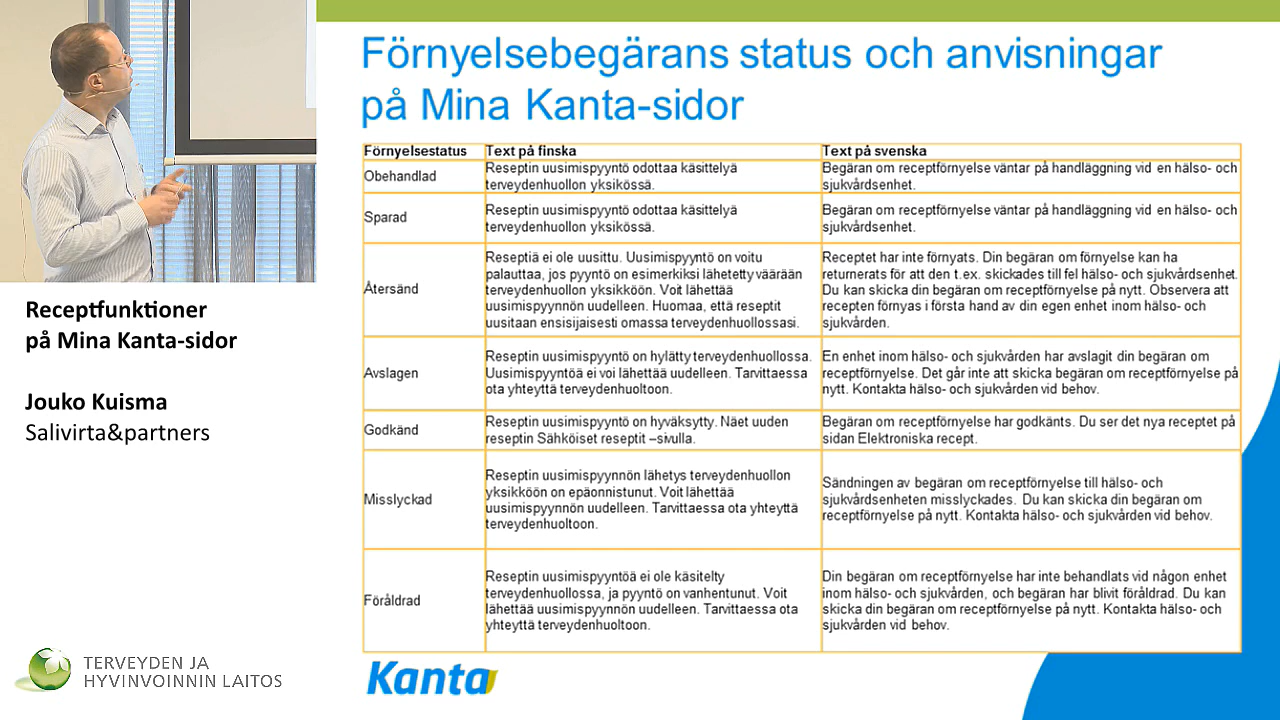 Förnyelsebegärans status och anvisningar
på Mina Kanta-sidor
Förnyelsestatus Text på finska Text på svenska
Obehandlad
Reseptin uusimispyyntö odottaa käsittelyä
terveydenhuollon yksikössä.
Begäran om receptförnyelse väntar på handläggning vid en hälso- och
sjukvårdsenhet.
Sparad
Reseptin uusimispyyntö odottaa käsittelyä
terveydenhuollon yksikössä.
Begäran om receptförnyelse väntar på handläggning vid en hälso- och
sjukvårdsenhet.
Återsänd
Reseptiä ei ole uusittu. Uusimispyyntö on voitu
palauttaa, jos pyyntö on esimerkiksi lähetetty väärään
terveydenhuollon yksikköön. Voit lähettää
uusimispyynnön uudelleen. Huomaa, että reseptit
uusitaan ensisijaisesti omassa terveydenhuollossasi.
Receptet har inte förnyats. Din begäran om förnyelse kan ha
returnerats för att den t.ex. skickades till fel hälso- och sjukvårdsenhet.
Du kan skicka din begäran om receptförnyelse på nytt. Observera att
recepten förnyas i första hand av din egen enhet inom hälso- och
sjukvården.
Avslagen
Reseptin uusimispyyntö on hylätty terveydenhuollossa.
Uusimispyyntöä ei voi lähettää uudelleen. Tarvittaessa
ota yhteyttä terveydenhuoltoon.
En enhet inom hälso- och sjukvården har avslagit din begäran om
receptförnyelse. Det går inte att skicka begäran om receptförnyelse på
nytt. Kontakta hälso- och sjukvården vid behov.
Godkänd
Reseptin uusimispyyntö on hyväksytty. Näet uuden
reseptin Sähköiset reseptit –sivulla.
Begäran om receptförnyelse har godkänts. Du ser det nya receptet på
sidan Elektroniska recept.
Misslyckad
Reseptin uusimispyynnön lähetys terveydenhuollon
yksikköön on epäonnistunut. Voit lähettää
uusimispyynnön uudelleen. Tarvittaessa ota yhteyttä
terveydenhuoltoon.
Sändningen av begäran om receptförnyelse till hälso- och
sjukvårdsenheten misslyckades. Du kan skicka din begäran om
receptförnyelse på nytt. Kontakta hälso- och sjukvården vid behov.
Föråldrad
Reseptin uusimispyyntöä ei ole käsitelty
terveydenhuollossa, ja pyyntö on vanhentunut. Voit
lähettää uusimispyynnön uudelleen. Tarvittaessa ota
yhteyttä terveydenhuoltoon.
Din begäran om receptförnyelse har inte behandlats vid någon enhet
inom hälso- och sjukvården, och begäran har blivit föråldrad. Du kan
skicka din begäran om receptförnyelse på nytt. Kontakta hälso- och
sjukvården vid behov.
Receptfunktioner
på Mina Kanta-sidor
Jouko Kuisma
Salivirta&partners
TERVEYDEN JA
HYVINVOINNIN LAITOS
Kanta